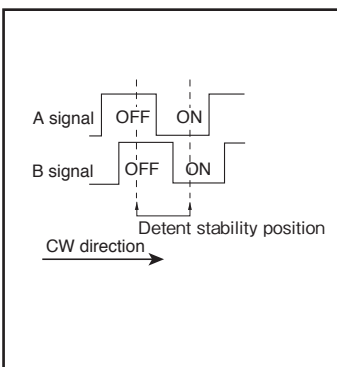 A signal OFF ON
B signal OFF ON
Detent stability position
CW direction